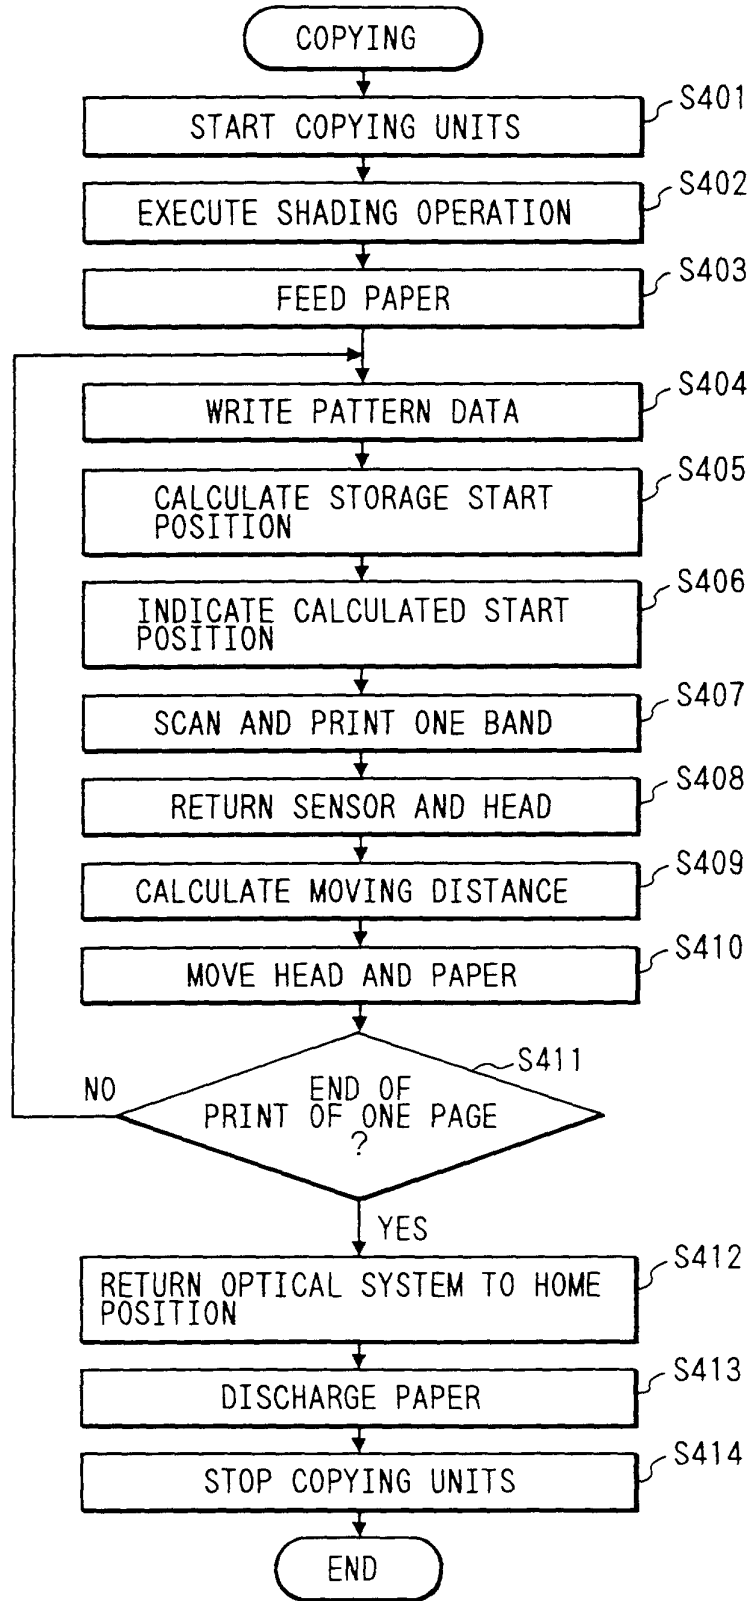 COPYING
S401
START COPYING UNITS
S402
EXECUTE SHADING OPERATION
S403
FEED PAPER
S404
WRITE PATTERN DATA
S405
CALCULATE STORAGE START
POSITION
S406
INDICATE CALCULATED START
POSITION
S407
SCAN AND PRINT ONE BAND
S408
RETURN SENSOR AND HEAD
S409
CALCULATE MOVING DISTANCE
S410
MOVE HEAD AND PAPER
S411
NO
END OF
PRINT OF ONE PAGE
?
YES
S412
RETURN OPTICAL SYSTEM TO HOME
POSITION
S413
DISCHARGE PAPER
S414
STOP COPYING UNITS
END